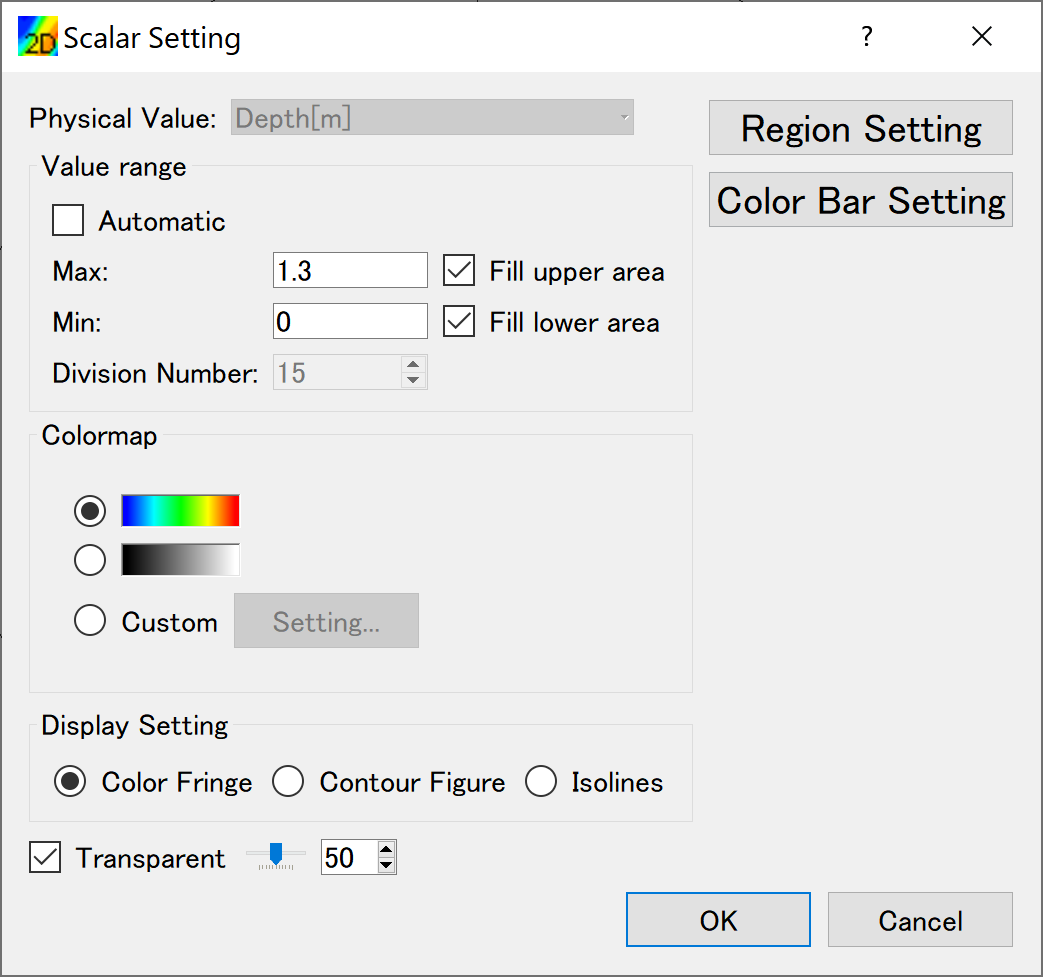 2D Scalar Setting ?
Physical Value: Depth[m]
Region Setting
Value range
Color Bar Setting
Automatic
Max: 1.3 Fill upper area
Min: 0 Fill lower area
Division Number: 15
Colormap
Custom Setting...
Display Setting
Color Fringe Contour Figure Isolines
Transparent 50
OK Cancel